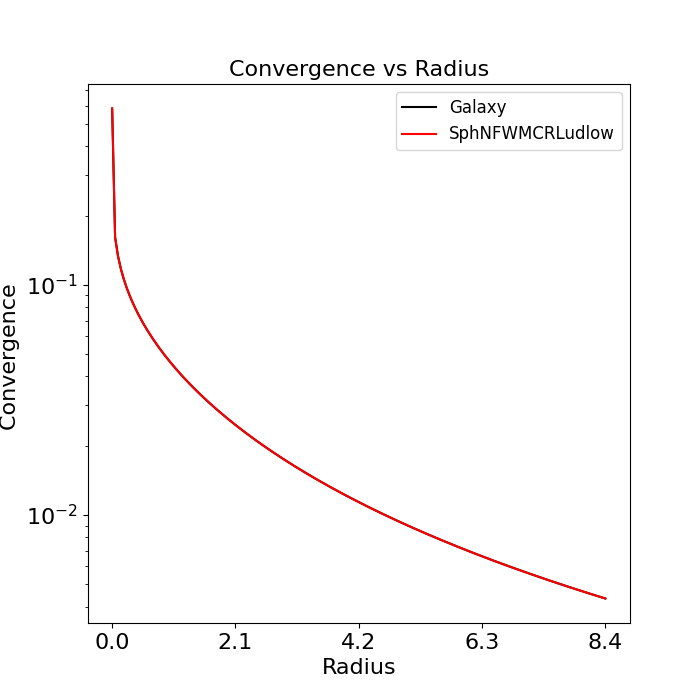 Convergence vs Radius
Galaxy
SphNFWMCRLudlow
Convergence
10⁻¹
10⁻²
0.0 2.1 4.2 6.3 8.4
Radius